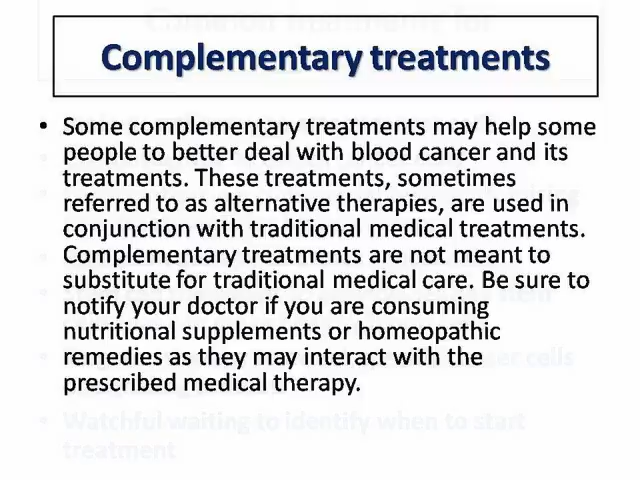 Complementary treatments
• Some complementary treatments may help some
people to better deal with blood cancer and its
treatments. These treatments, sometimes
referred to as alternative therapies, are used in
conjunction with traditional medical treatments.
Complementary treatments are not meant to
substitute for traditional medical care. Be sure to
notify your doctor if you are consuming
nutritional supplements or homeopathic
remedies as they may interact with the
prescribed medical therapy.
• Watchful waiting to identify when to start
treatment